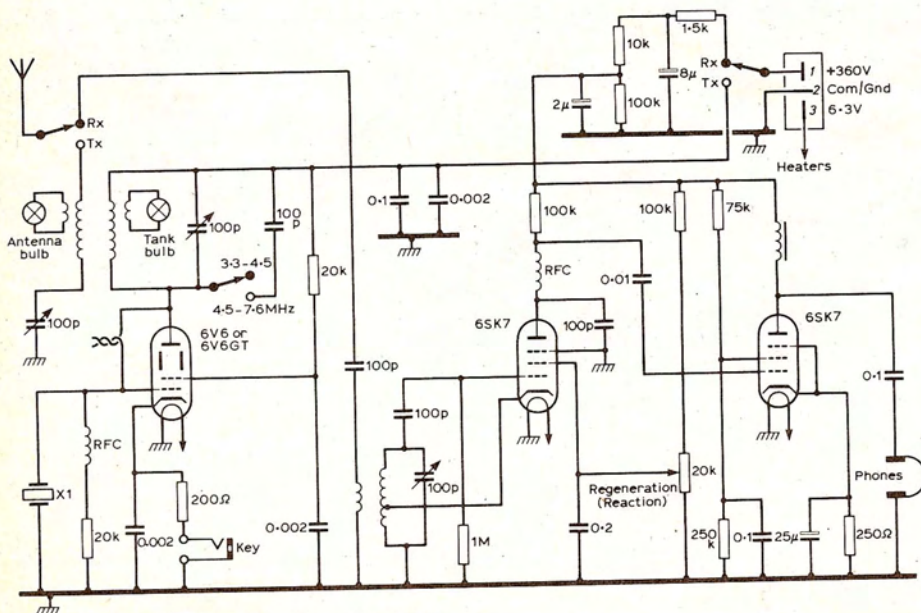 1·5k
10k
8μ
Rx
Tx
1
+360V
2
Com/Gnd
3
6·3V
Heaters
2μ
100k
Rx
Tx
Antenna
bulb
Tank
bulb
100p
100
p
0·1
0·002
100k
100k
75k
3·3-4·5
4·5-7·6MHz
20k
RFC
0·01
100p
6V6 or
6V6GT
100p
6SK7
6SK7
100p
0·1
100p
RFC
100p
20k
Regeneration
(Reaction)
Phones
X1
200Ω
20k
0·002
Key
0·002
1M
0·2
250
k
0·1
25μ
250Ω